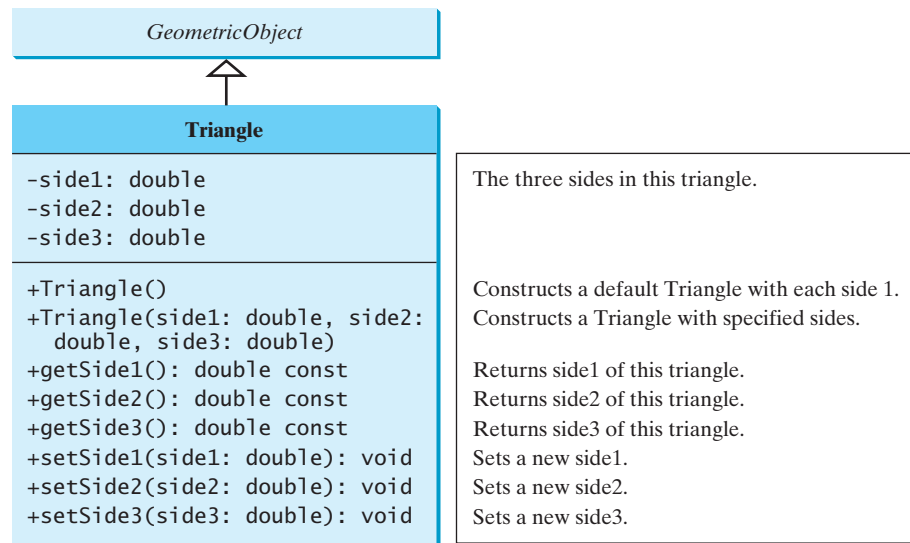 GeometricObject
Triangle
-side1: double
-side2: double
-side3: double
The three sides in this triangle.
+Triangle()
Constructs a default Triangle with each side 1.
+Triangle(side1: double, side2:
double, side3: double)
Constructs a Triangle with specified sides.
+getSide1(): double const
Returns side1 of this triangle.
+getSide2(): double const
Returns side2 of this triangle.
+getSide3(): double const
Returns side3 of this triangle.
+setSide1(side1: double): void
Sets a new side1.
+setSide2(side2: double): void
Sets a new side2.
+setSide3(side3: double): void
Sets a new side3.